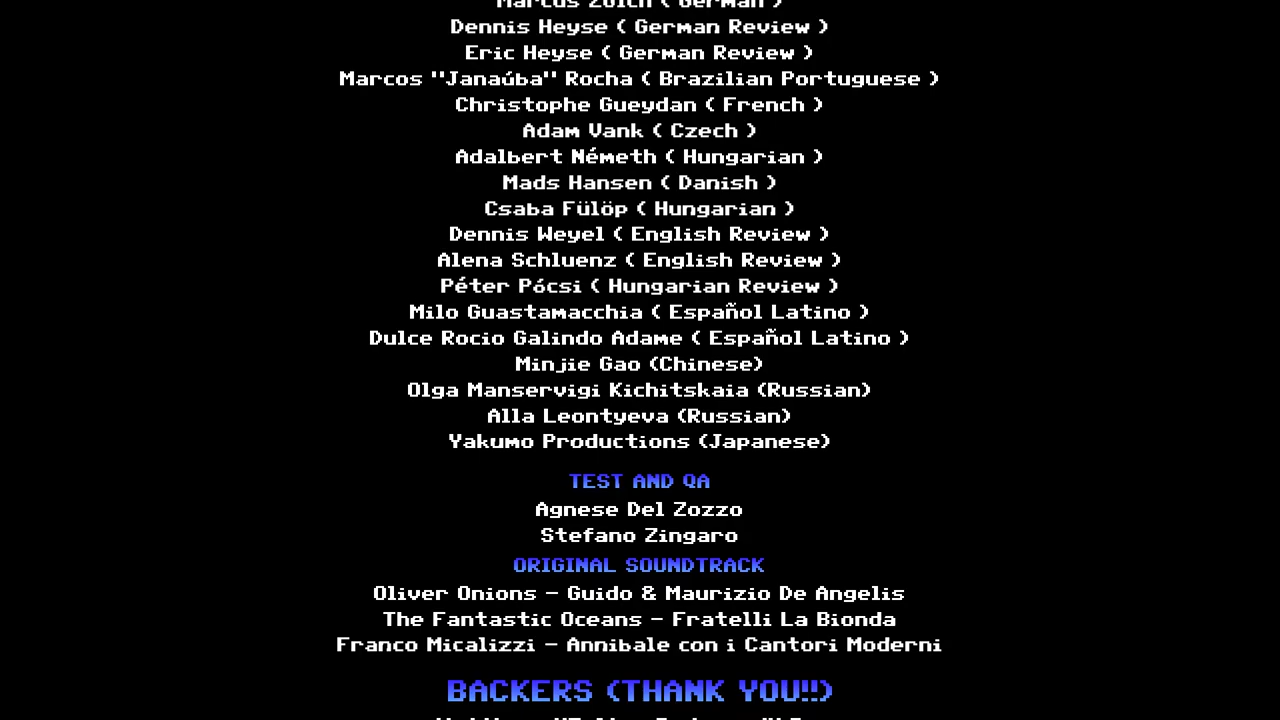 Dennis Heyse ( German Review )
Eric Heyse ( German Review )
Marcos "Janaúba" Rocha ( Brazilian Portuguese )
Christophe Gueydan ( French )
Adam Vank ( Czech )
Adalbert Németh ( Hungarian )
Mads Hansen ( Danish )
Csaba Fülöp ( Hungarian )
Dennis Weyel ( English Review )
Alena Schluenz ( English Review )
Péter Pócsi ( Hungarian Review )
Milo Guastamacchia ( Español Latino )
Dulce Rocio Galindo Adame ( Español Latino )
Minjie Gao (Chinese)
Olga Manservigi Kichitskaia (Russian)
Alla Leontyeva (Russian)
Yakumo Productions (Japanese)
TEST AND QA
Agnese Del Zozzo
Stefano Zingaro
ORIGINAL SOUNDTRACK
Oliver Onions – Guido & Maurizio De Angelis
The Fantastic Oceans – Fratelli La Bionda
Franco Micalizzi – Annibale con i Cantori Moderni
BACKERS (THANK YOU!!)